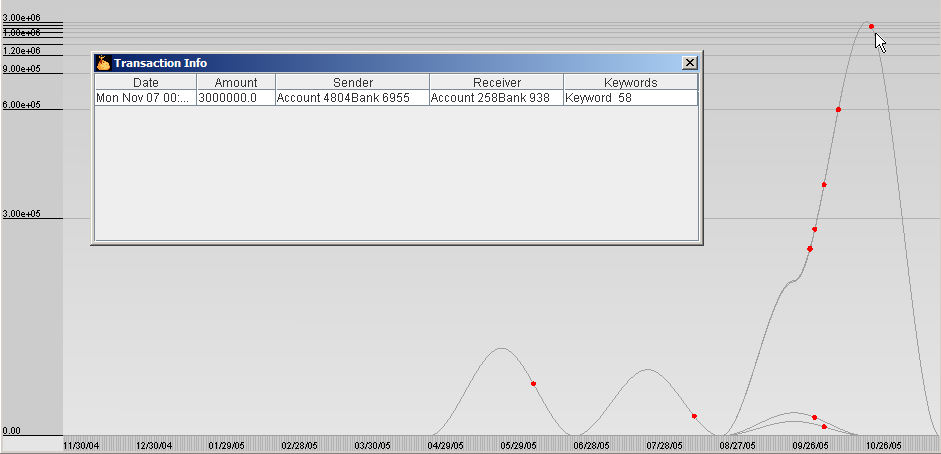 3.00e+06
1.00e+06
1.20e+06
9.00e+05
6.00e+05
3.00e+05
0.00
Transaction Info
Date Amount Sender Receiver Keywords
Mon Nov 07 00:... 3000000.0 Account 4804Bank 6955 Account 258Bank 938 Keyword 58
11/30/04 12/30/04 01/29/05 02/28/05 03/30/05 04/29/05 05/29/05 06/28/05 07/28/05 08/27/05 09/26/05 10/26/05